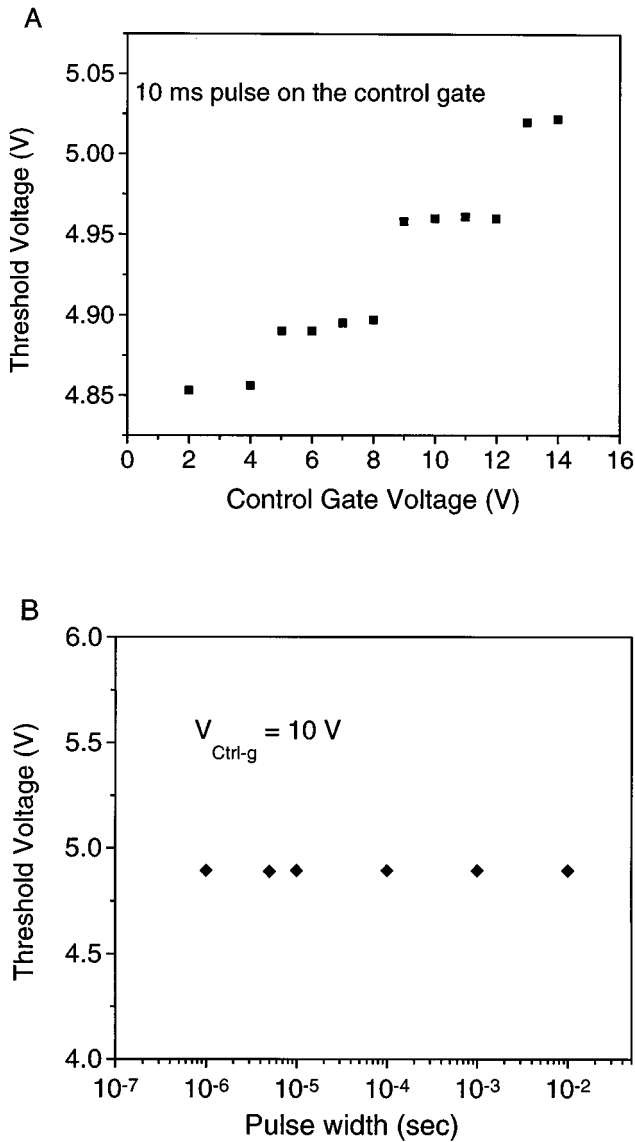 A
5.05
10 ms pulse on the control gate
5.00
4.95
4.90
4.85
Threshold Voltage (V)
0 2 4 6 8 10 12 14 16
Control Gate Voltage (V)
B
6.0
V Ctrl-g = 10 V
5.5
5.0
4.5
4.0
Threshold Voltage (V)
10^-7 10^-6 10^-5 10^-4 10^-3 10^-2
Pulse width (sec)